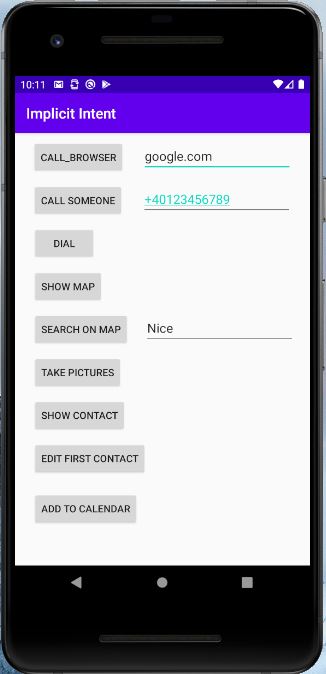 10:11
Implicit Intent
CALL_BROWSER google.com
CALL SOMEONE +40123456789
DIAL
SHOW MAP
SEARCH ON MAP Nice
TAKE PICTURES
SHOW CONTACT
EDIT FIRST CONTACT
ADD TO CALENDAR